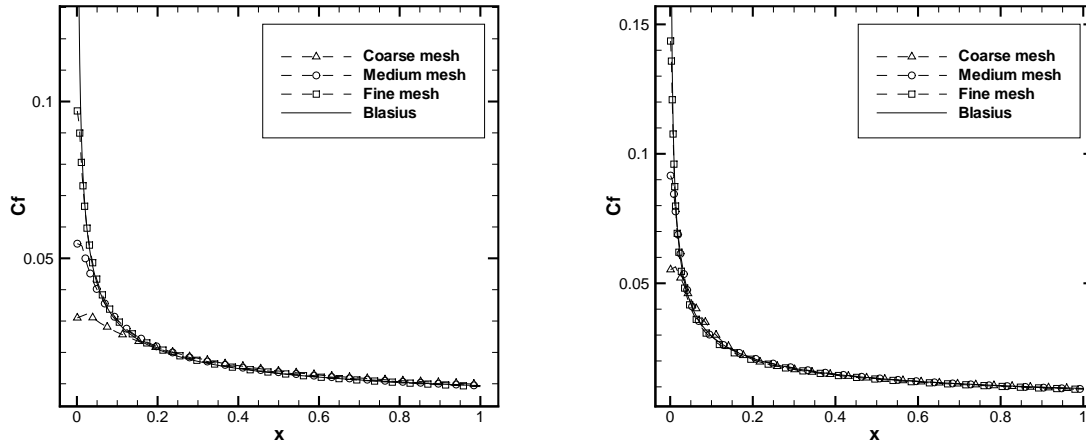 Cf
0.1
0.05
Coarse mesh
Medium mesh
Fine mesh
Blasius
0 0.2 0.4 0.6 0.8 1
x
Cf
0.15
0.1
0.05
Coarse mesh
Medium mesh
Fine mesh
Blasius
0 0.2 0.4 0.6 0.8 1
x